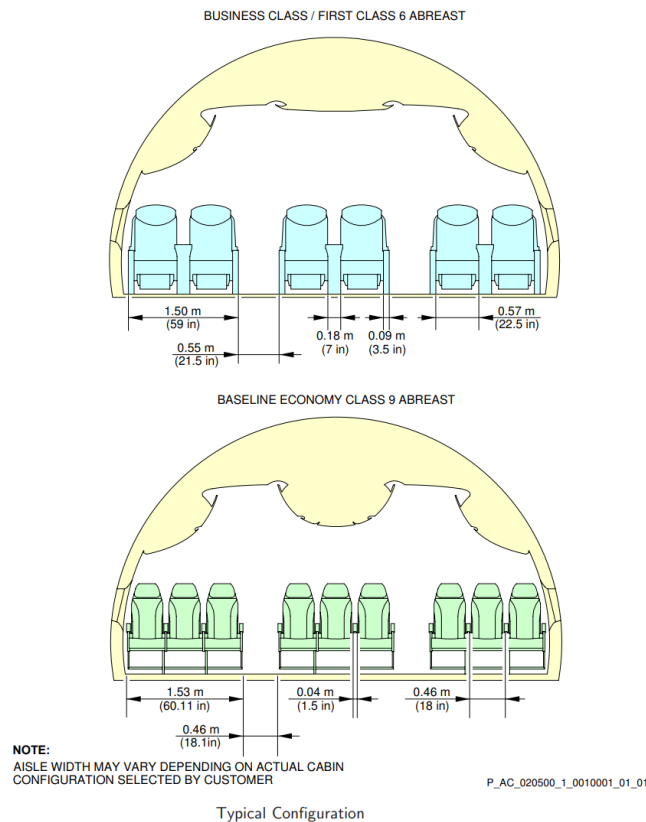 BUSINESS CLASS / FIRST CLASS 6 ABREAST
1.50 m
(59 in)
0.18 m
(7 in)
0.09 m
(3.5 in)
0.57 m
(22.5 in)
0.55 m
(21.5 in)
BASELINE ECONOMY CLASS 9 ABREAST
1.53 m
(60.11 in)
0.04 m
(1.5 in)
0.46 m
(18 in)
0.46 m
(18.1in)
NOTE:
AISLE WIDTH MAY VARY DEPENDING ON ACTUAL CABIN
CONFIGURATION SELECTED BY CUSTOMER
P_AC_020500_1_0010001_01_01
Typical Configuration